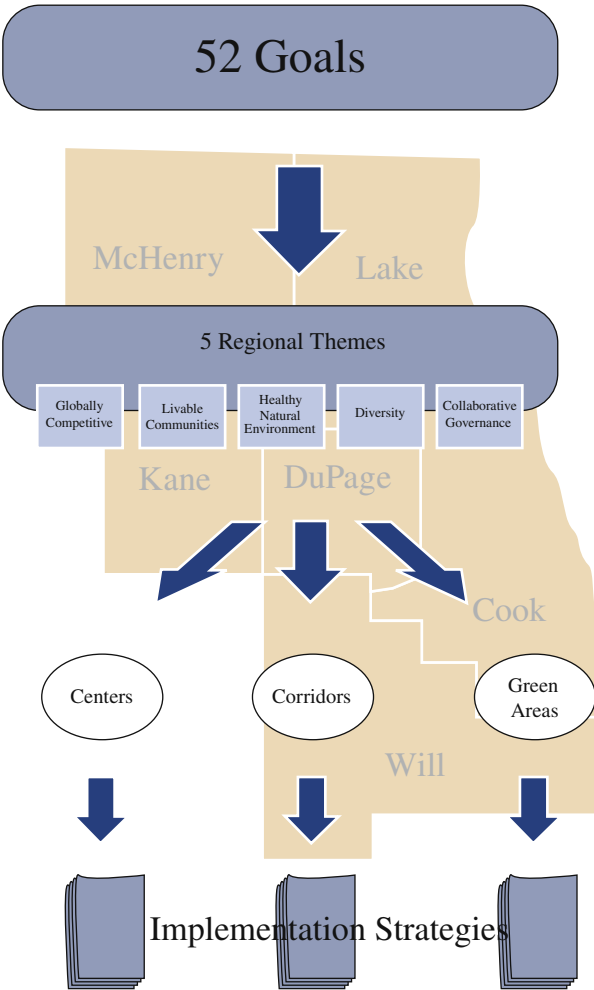 52 Goals
McHenry
Lake
5 Regional Themes
Globally
Competitive
Livable
Communities
Healthy
Natural
Environment
Diversity
Collaborative
Governance
Kane
DuPage
Cook
Centers
Corridors
Green
Areas
Will
Implementation Strategies